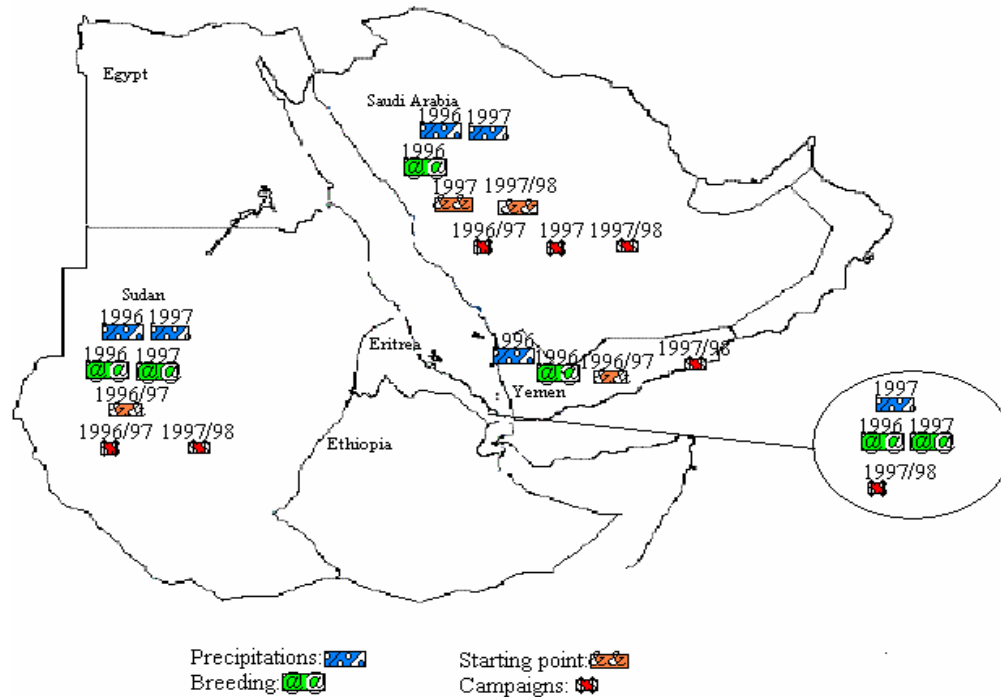 Egypt
Saudi Arabia
1996 1997
1996
1997 1997/98
1996/97 1997 1997/98
Sudan
1996 1997
1996 1997
1996/97
1996/97 1997/98
Eritrea
Ethiopia
1996
1996 1996/97 1997/98
Yemen
1997
1996 1997
1997/98
Precipitations:
Breeding:
Starting point:
Campaigns: